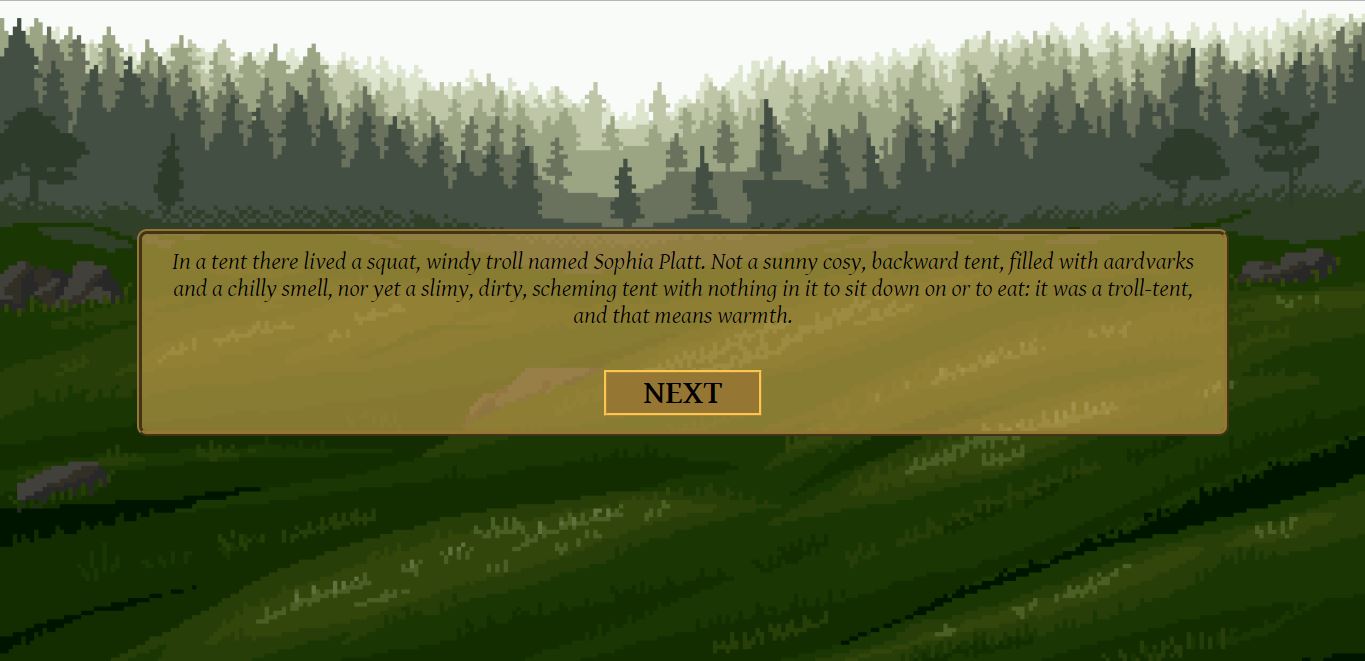 In a tent there lived a squat, windy troll named Sophia Platt. Not a sunny cosy, backward tent, filled with aardvarks
and a chilly smell, nor yet a slimy, dirty, scheming tent with nothing in it to sit down on or to eat: it was a troll-tent,
and that means warmth.
NEXT